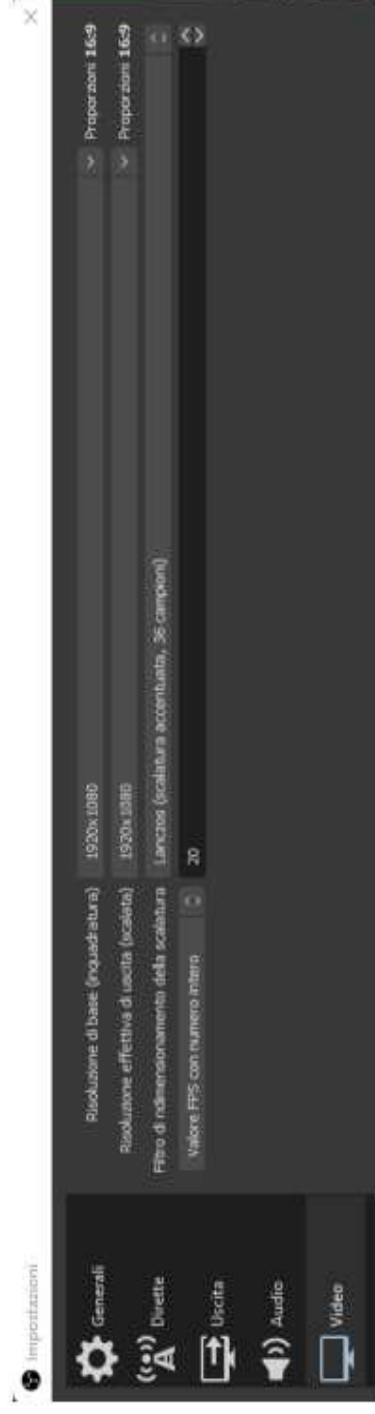 Impostazioni
Generali
Dirette
Uscita
Audio
Video
Risoluzione di base (inquadratura) 1920x1080 Proporzioni 16:9
Risoluzione effettiva di uscita (scalata) 1920x1080 Proporzioni 16:9
Filtro di ridimensionamento della scalatura Lanczos (scalatura accentuata, 36 campioni)
Valore FPS con numero intero 20